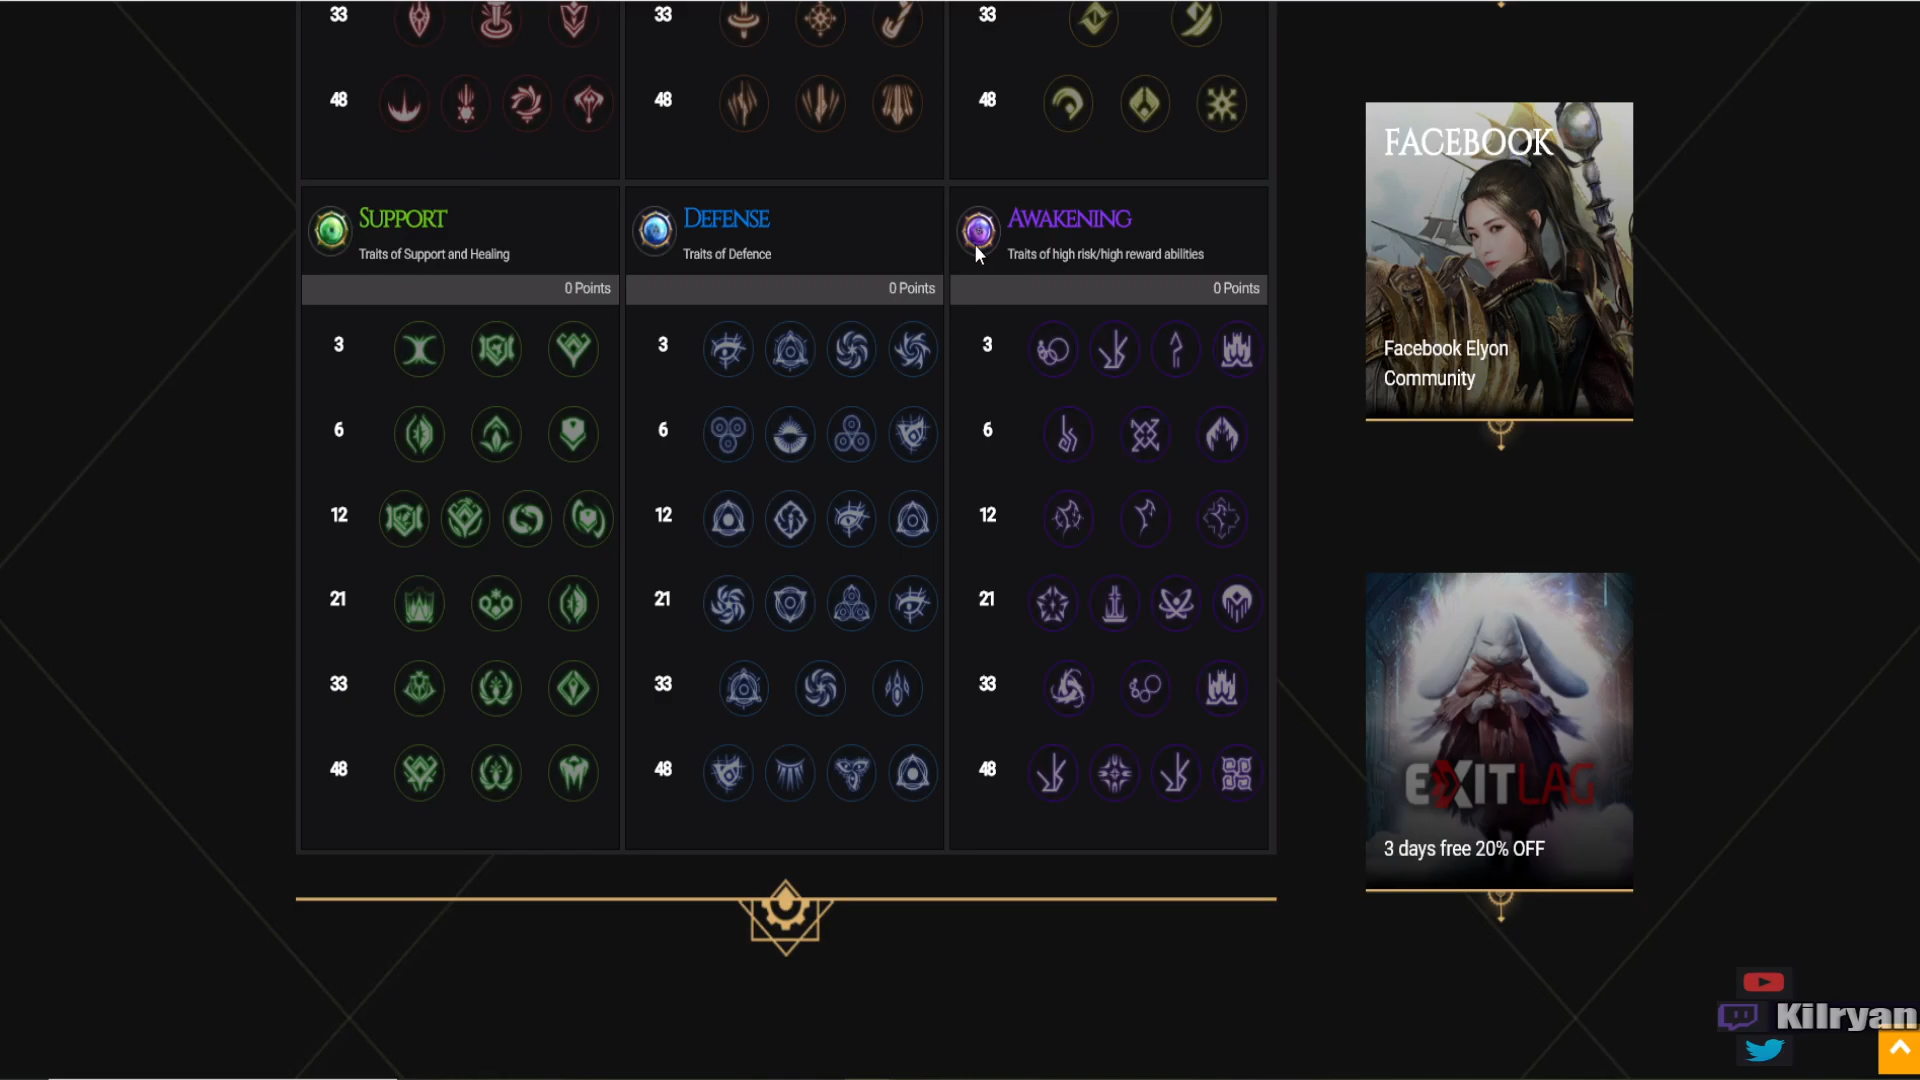 33 33 33
48 48 48
SUPPORT
Traits of Support and Healing
0 Points
3
6
12
21
33
48
DEFENSE
Traits of Defence
0 Points
3
6
12
21
33
48
AWAKENING
Traits of high risk/high reward abilities
0 Points
3
6
12
21
33
48
FACEBOOK
Facebook Elyon
Community
EXITLAG
3 days free 20% OFF
Kilryan